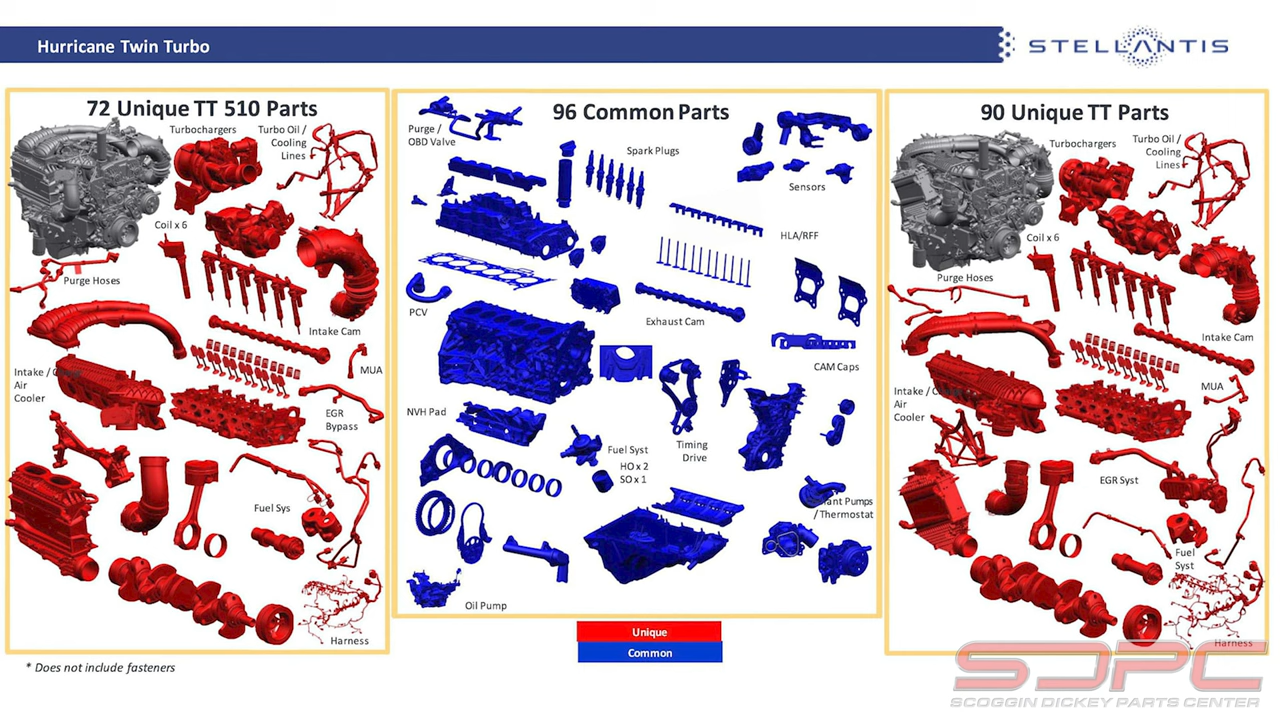 Hurricane Twin Turbo
STELLANTIS
72 Unique TT 510 Parts
Turbochargers
Turbo Oil /
Cooling
Lines
Coil x 6
Purge Hoses
Intake Cam
MUA
Intake /
Air
Cooler
EGR
Bypass
Fuel Sys
Harness
96 Common Parts
Purge /
OBD Valve
Spark Plugs
Sensors
HLA/RFF
PCV
Exhaust Cam
CAM Caps
NVH Pad
Timing
Drive
Fuel Syst
HO x 2
SO x 1
Pumps
/Thermostat
Oil Pump
90 Unique TT Parts
Turbochargers
Turbo Oil /
Cooling
Lines
Coil x 6
Purge Hoses
Intake Cam
MUA
Intake /
Air
Cooler
EGR Syst
Fuel
Syst
Harness
Unique
Common
* Does not include fasteners
SDPC
SCOGGIN DICKEY PARTS CENTER